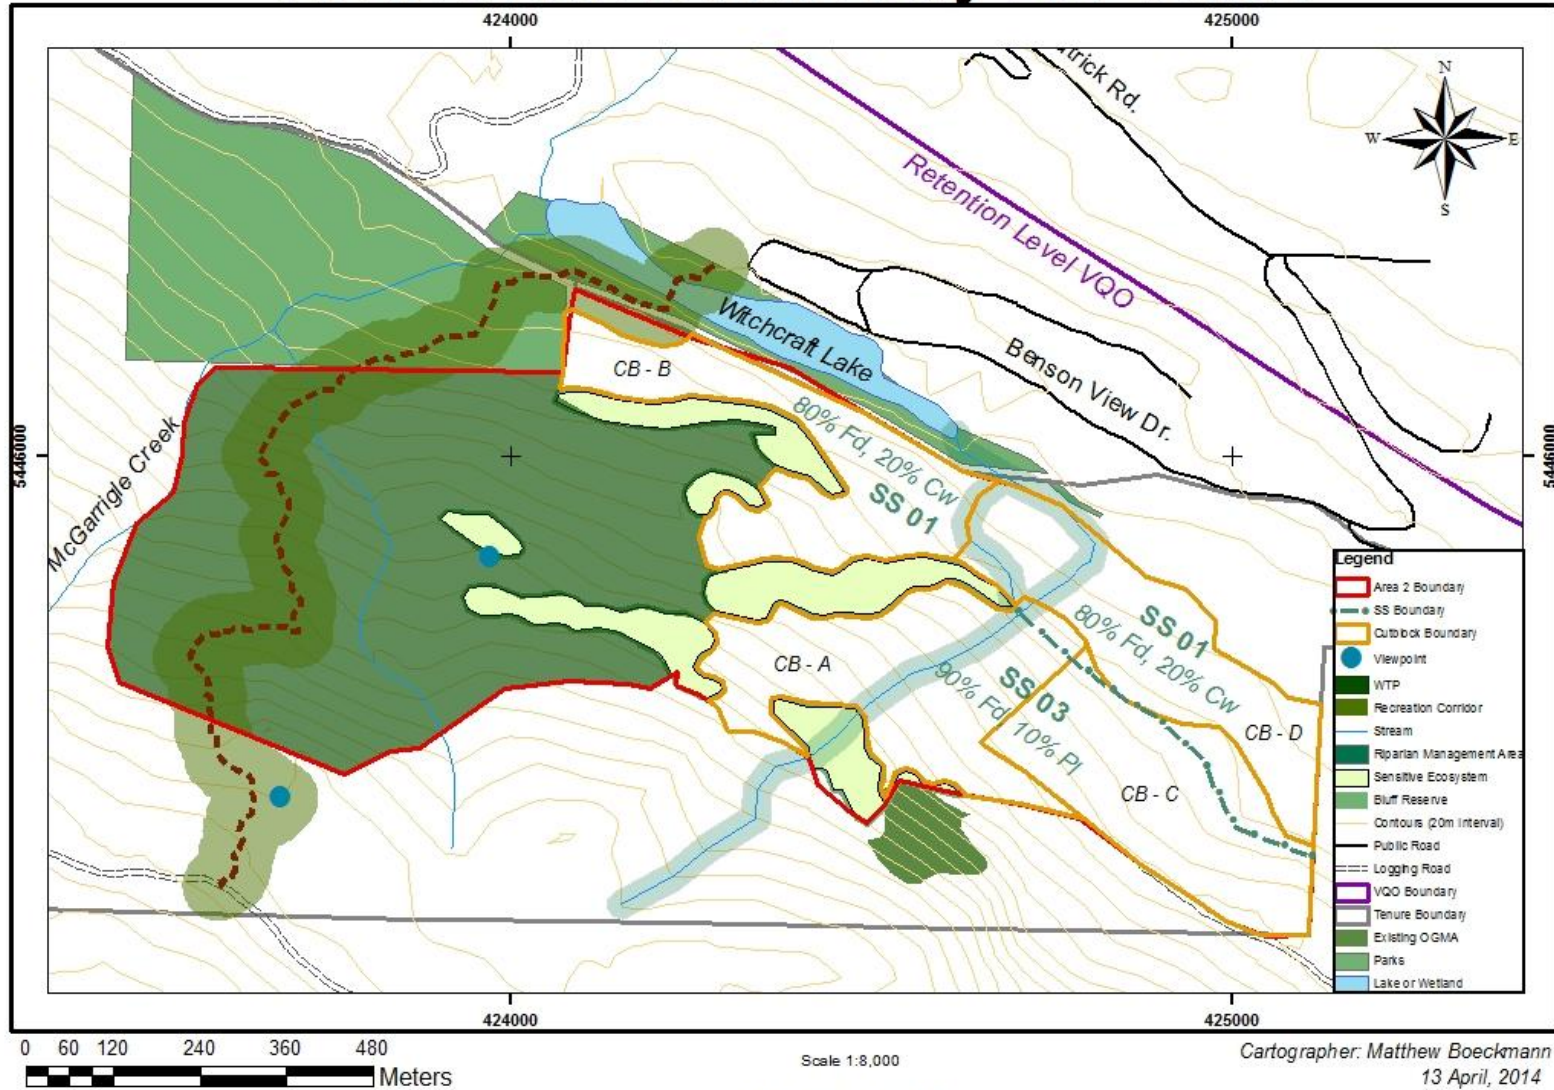 424000
425000
N
W
E
S
trick Rd.
Retention Level VQO
Witchcraft Lake
Benson View Dr.
CB - B
McGarrigle Creek
5446000
5446000
80% Fd, 20% Cw
SS 01
CB - A
SS 03
90% Fd, 10% Pl
SS 01
80% Fd, 20% Cw
CB - D
CB - C
Legend
Area 2 Boundary
SS Boundary
Cutblock Boundary
Viewpoint
WTP
Recreation Corridor
Stream
Riparian Management Area
Sensitive Ecosystem
Bluff Reserve
Contours (20m Interval)
Public Road
Logging Road
VQO Boundary
Tenure Boundary
Existing OGMA
Parks
Lake or Wetland
424000
425000
0 60 120 240 360 480
Meters
Scale 1:8,000
Cartographer: Matthew Boeckmann
13 April, 2014